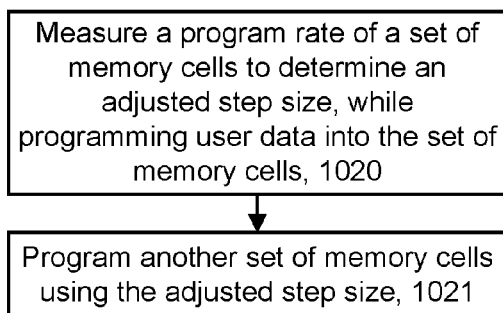 Measure a program rate of a set of
memory cells to determine an
adjusted step size, while
programming user data into the set of
memory cells, 1020
Program another set of memory cells
using the adjusted step size, 1021